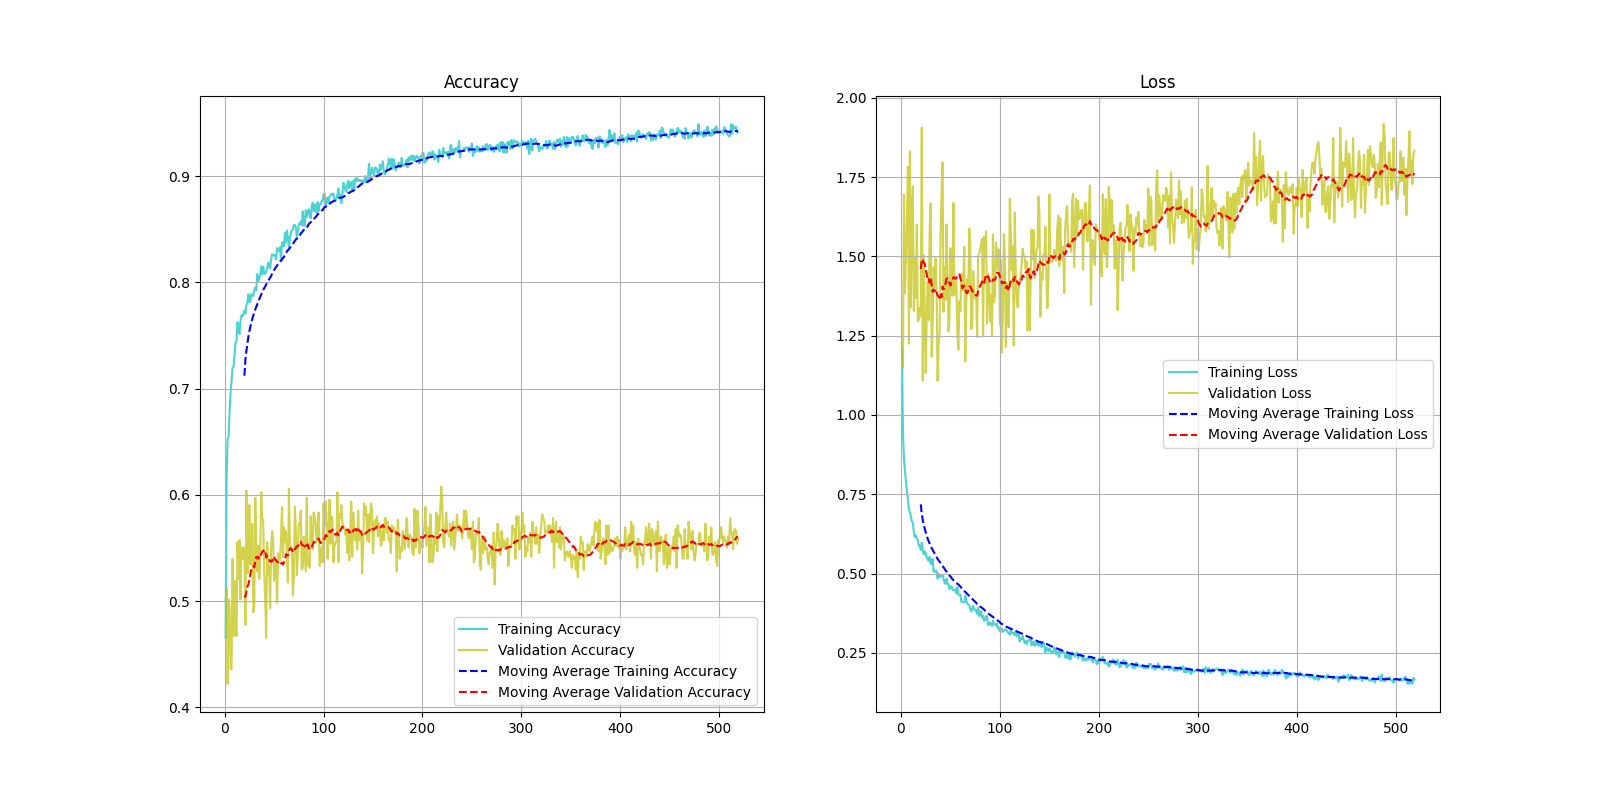 Accuracy
0.9
0.8
0.7
0.6
0.5
0.4
0
100
200
300
400
500
Training Accuracy
Validation Accuracy
Moving Average Training Accuracy
Moving Average Validation Accuracy
Loss
2.00
1.75
1.50
1.25
1.00
0.75
0.50
0.25
0
100
200
300
400
500
Training Loss
Validation Loss
Moving Average Training Loss
Moving Average Validation Loss